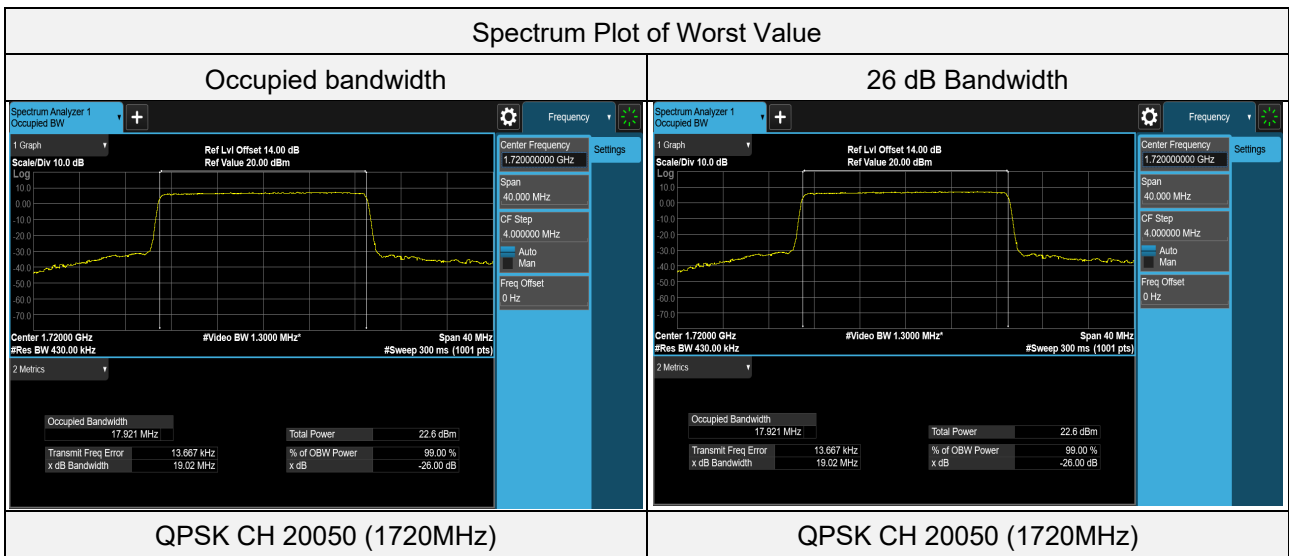 Spectrum Plot of Worst Value
Occupied bandwidth
26 dB Bandwidth
Spectrum Analyzer 1
Occupied BW
+
Frequency
1 Graph
Ref Lvl Offset 14.00 dB
Scale/Div 10.0 dB
Ref Value 20.00 dBm
Log
10.0
0.00
-10.0
-20.0
-30.0
-40.0
-50.0
-60.0
-70.0
Center 1.72000 GHz
#Video BW 1.3000 MHz*
Span 40 MHz
#Res BW 430.00 kHz
#Sweep 300 ms (1001 pts)
Center Frequency
1.720000000 GHz
Settings
Span
40.000 MHz
CF Step
4.000000 MHz
Auto
Man
Freq Offset
0 Hz
2 Metrics
Occupied Bandwidth
17.921 MHz
Total Power 22.6 dBm
Transmit Freq Error 13.667 kHz
% of OBW Power 99.00 %
x dB Bandwidth 19.02 MHz
x dB -26.00 dB
QPSK CH 20050 (1720MHz)
Spectrum Analyzer 1
Occupied BW
+
Frequency
1 Graph
Ref Lvl Offset 14.00 dB
Scale/Div 10.0 dB
Ref Value 20.00 dBm
Log
10.0
0.00
-10.0
-20.0
-30.0
-40.0
-50.0
-60.0
-70.0
Center 1.72000 GHz
#Video BW 1.3000 MHz*
Span 40 MHz
#Res BW 430.00 kHz
#Sweep 300 ms (1001 pts)
Center Frequency
1.720000000 GHz
Settings
Span
40.000 MHz
CF Step
4.000000 MHz
Auto
Man
Freq Offset
0 Hz
2 Metrics
Occupied Bandwidth
17.921 MHz
Total Power 22.6 dBm
Transmit Freq Error 13.667 kHz
% of OBW Power 99.00 %
x dB Bandwidth 19.02 MHz
x dB -26.00 dB
QPSK CH 20050 (1720MHz)